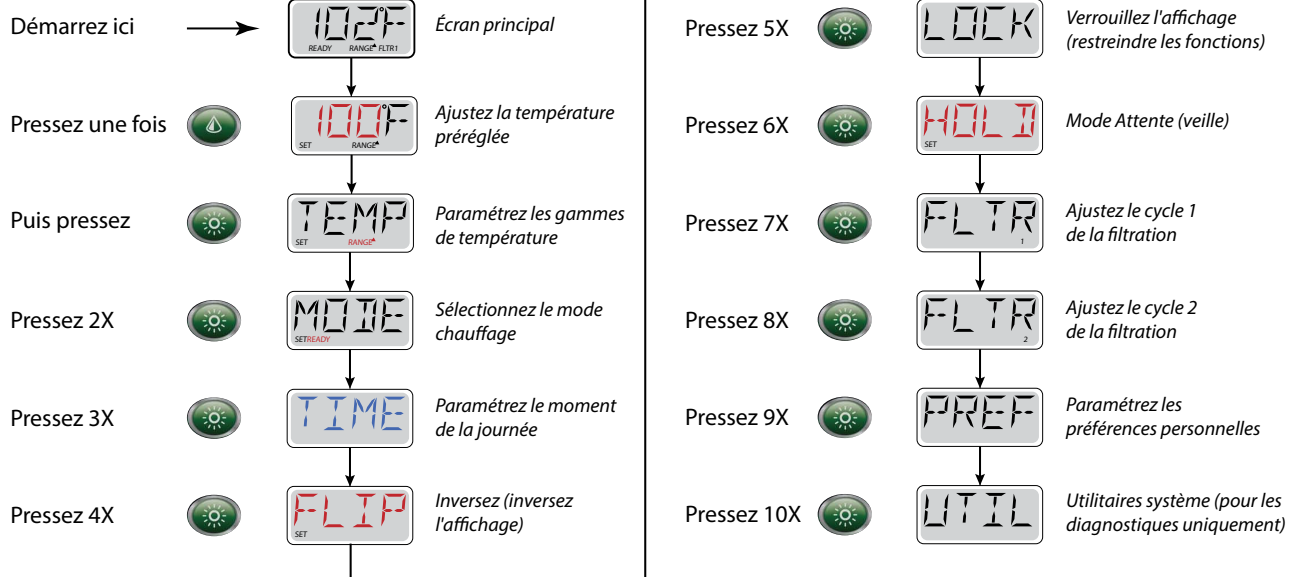 Démarrez ici
102°F
READY RANGE FLTR1
Écran principal
Pressez une fois
100°F
SET RANGE
Ajustez la température
préréglée
Puis pressez
TEMP
SET RANGE
Paramétrez les gammes
de température
Pressez 2X
MODE
SETREADY
Sélectionnez le mode
chauffage
Pressez 3X
TIME
Paramétrez le moment
de la journée
Pressez 4X
FLIP
SET
Inversez (inversez
l'affichage)
Pressez 5X
LOCK
Verrouillez l'affichage
(restreindre les fonctions)
Pressez 6X
HOLD
SET
Mode Attente (veille)
Pressez 7X
FLTR
1
Ajustez le cycle 1
de la filtration
Pressez 8X
FLTR
2
Ajustez le cycle 2
de la filtration
Pressez 9X
PREF
Paramétrez les
préférences personnelles
Pressez 10X
UTIL
Utilitaires système (pour les
diagnostiques uniquement)